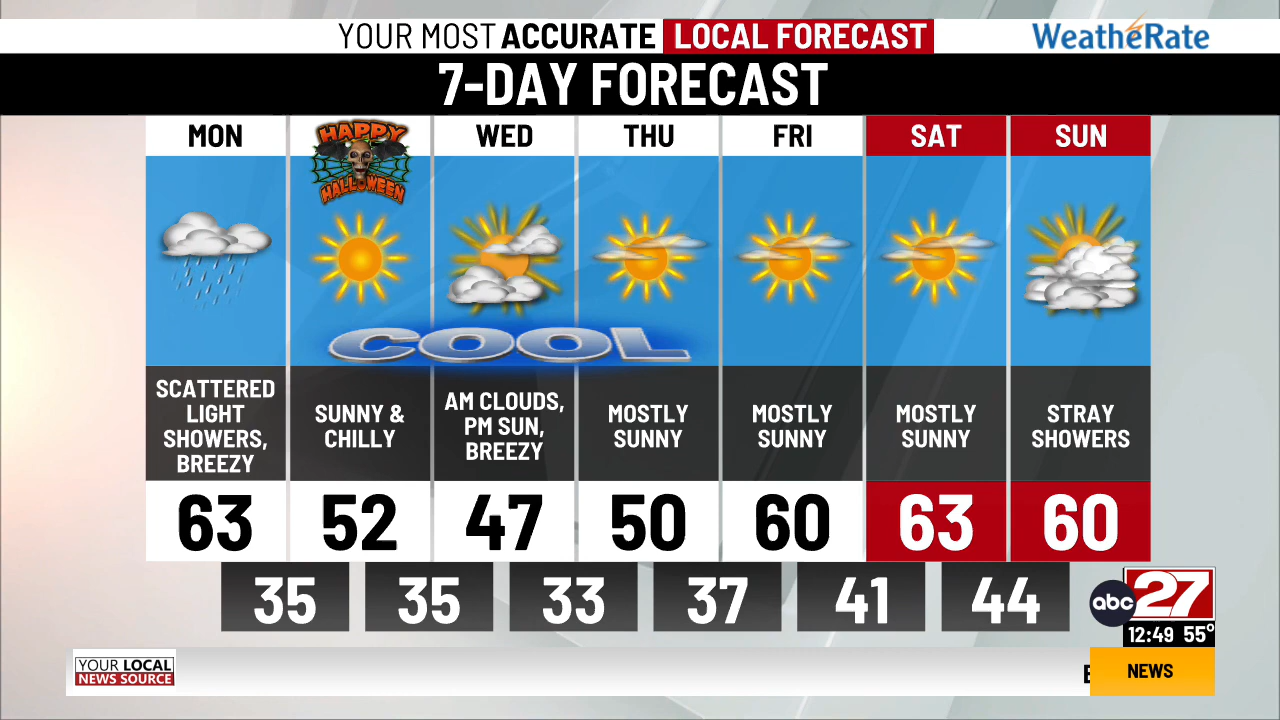 YOUR MOST ACCURATE LOCAL FORECAST
WeatheRate
7-DAY FORECAST
MON
HAPPY
HALLOWEEN
WED
THU
FRI
SAT
SUN
COOL
SCATTERED
LIGHT
SHOWERS,
BREEZY
SUNNY &
CHILLY
AM CLOUDS,
PM SUN,
BREEZY
MOSTLY
SUNNY
MOSTLY
SUNNY
MOSTLY
SUNNY
STRAY
SHOWERS
63 52 47 50 60 63 60
35 35 33 37 41 44
abc 27
12:49 55°
YOUR LOCAL
NEWS SOURCE
NEWS